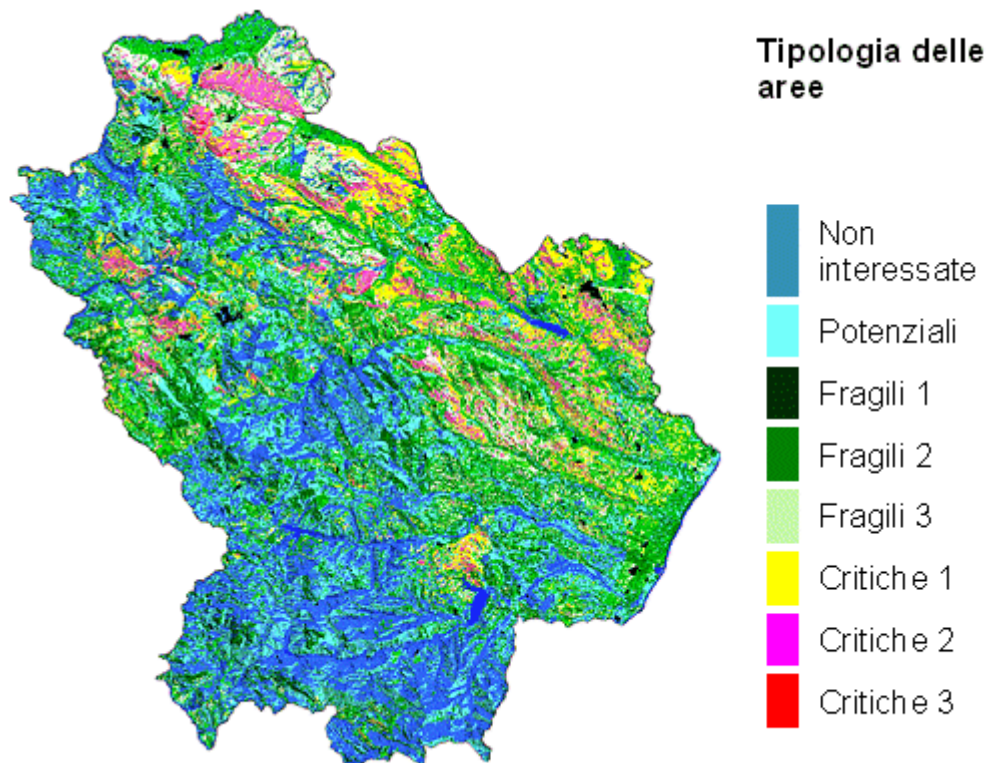 Tipologia delle
aree
Non
interessate
Potenziali
Fragili 1
Fragili 2
Fragili 3
Critiche 1
Critiche 2
Critiche 3